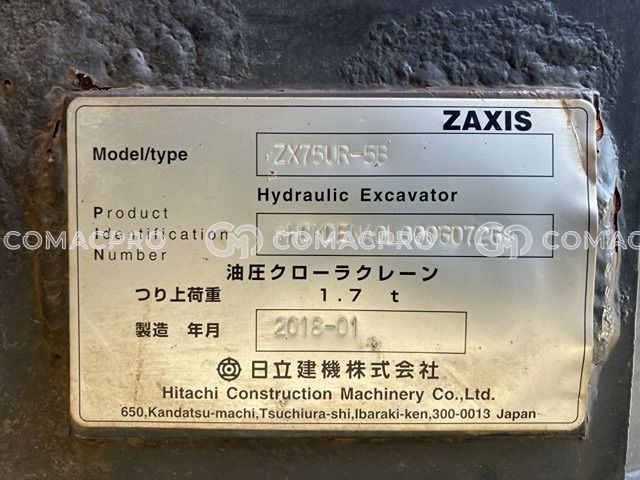 ZAXIS
Model/type ZX75UR-5B
Hydraulic Excavator
Product
Identification
Number
油圧クローラクレーン
つり上荷重 1.7 t
製造 年月 2018-01
日立建機株式会社
Hitachi Construction Machinery Co.,Ltd.
650,Kandatsu-machi,Tsuchiura-shi,Ibaraki-ken,300-0013 Japan
COMACPRO COMACPRO COMACPRO